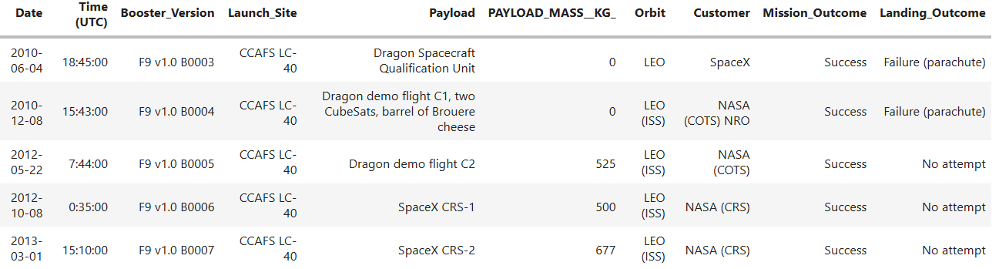 Date Time (UTC) Booster_Version Launch_Site Payload PAYLOAD_MASS__KG_ Orbit Customer Mission_Outcome Landing_Outcome
2010-06-04 18:45:00 F9 v1.0 B0003 CCAFS LC-40 Dragon Spacecraft Qualification Unit 0 LEO SpaceX Success Failure (parachute)
2010-12-08 15:43:00 F9 v1.0 B0004 CCAFS LC-40 Dragon demo flight C1, two CubeSats, barrel of Brouere cheese 0 LEO (ISS) NASA (COTS) NRO Success Failure (parachute)
2012-05-22 7:44:00 F9 v1.0 B0005 CCAFS LC-40 Dragon demo flight C2 525 LEO (ISS) NASA (COTS) Success No attempt
2012-10-08 0:35:00 F9 v1.0 B0006 CCAFS LC-40 SpaceX CRS-1 500 LEO (ISS) NASA (CRS) Success No attempt
2013-03-01 15:10:00 F9 v1.0 B0007 CCAFS LC-40 SpaceX CRS-2 677 LEO (ISS) NASA (CRS) Success No attempt